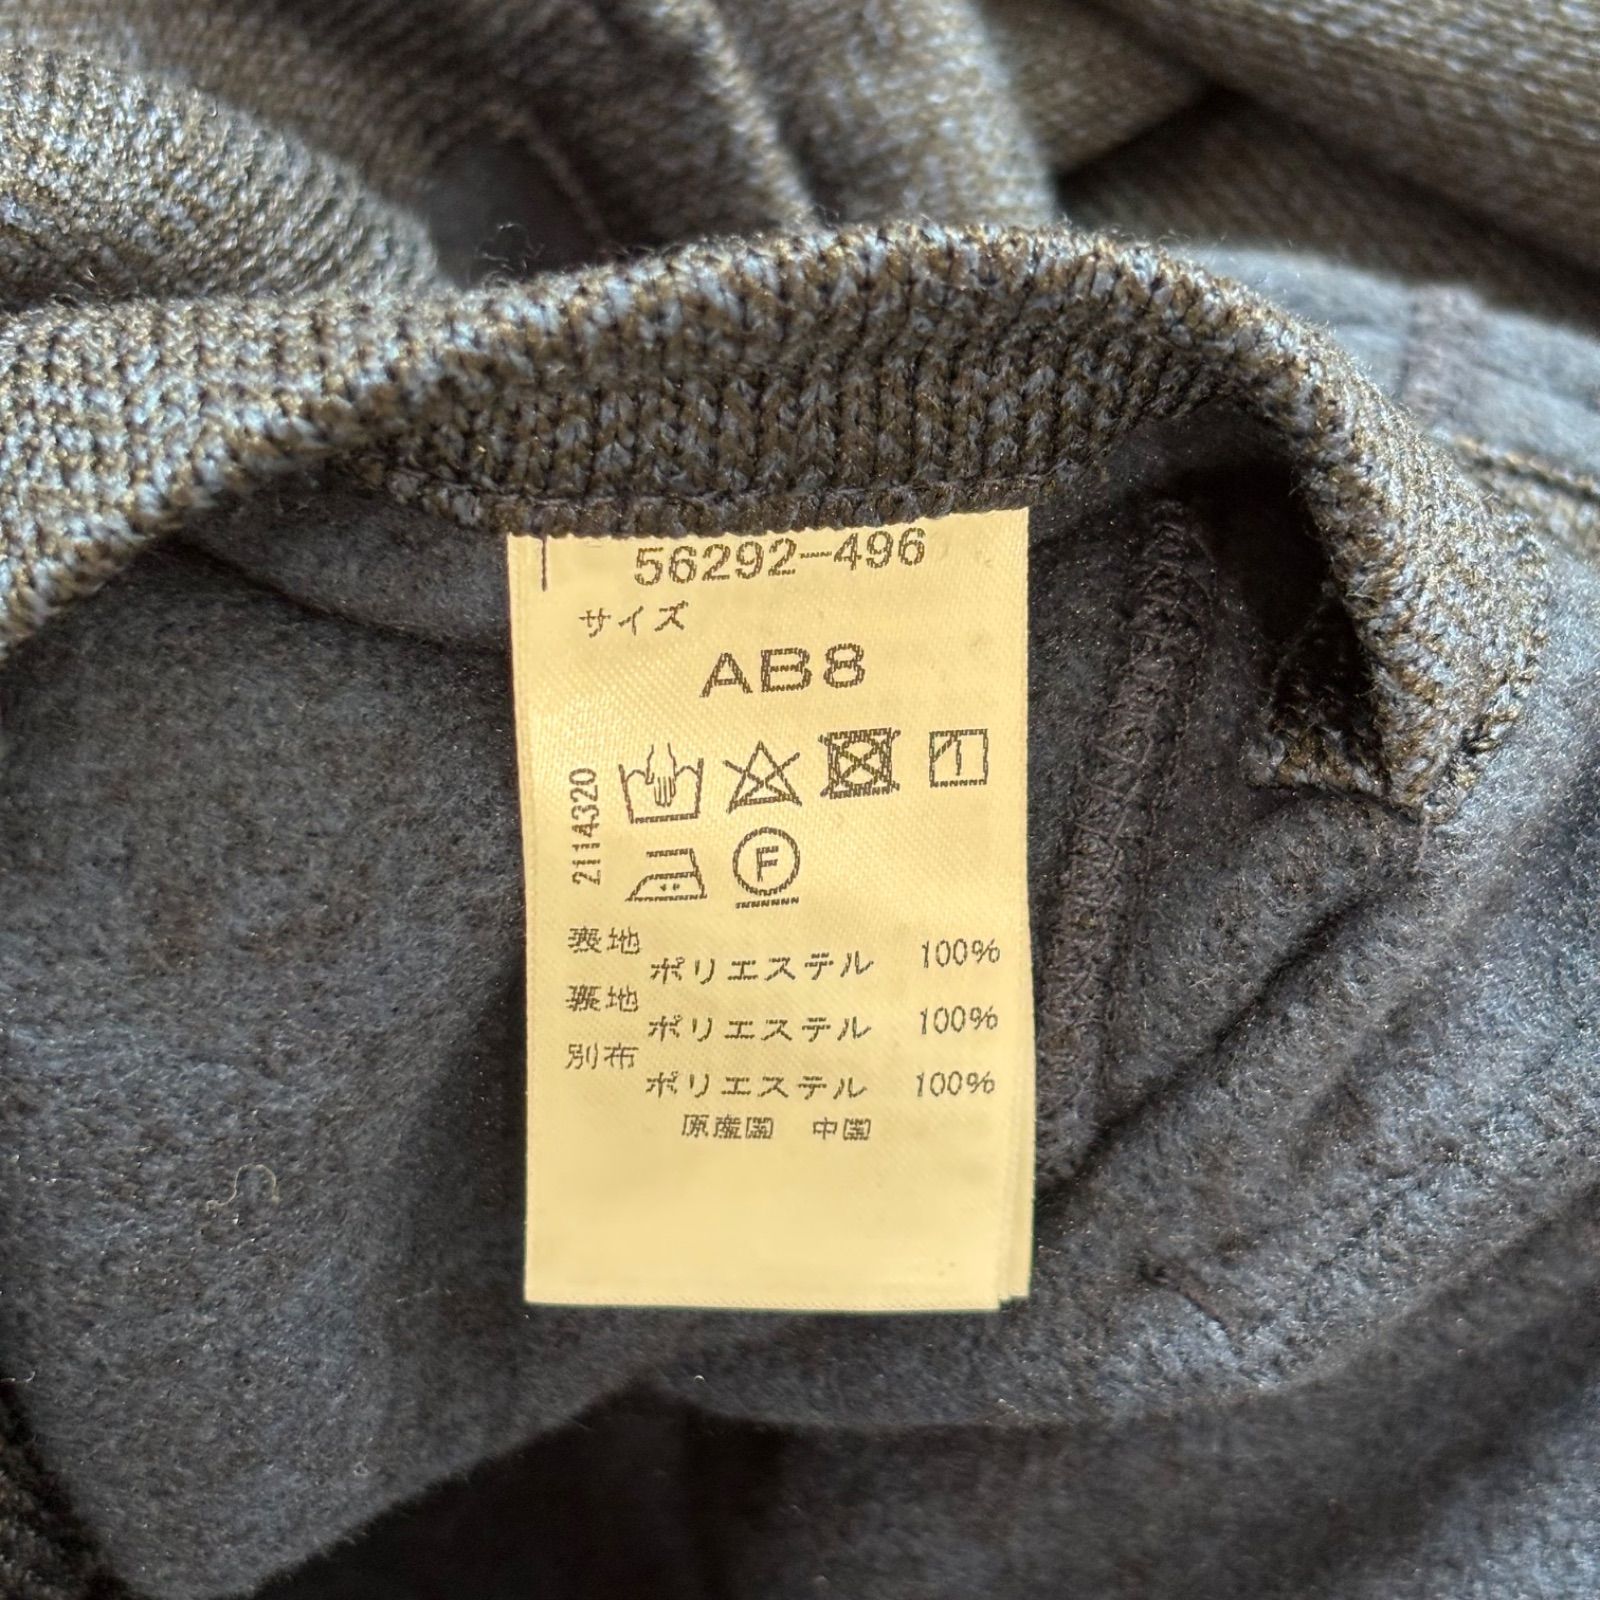 56292-496
サイズ
AB8
2114320
F
表地
ポリエステル 100%
裏地
ポリエステル 100%
別布
ポリエステル 100%
原産国 中国